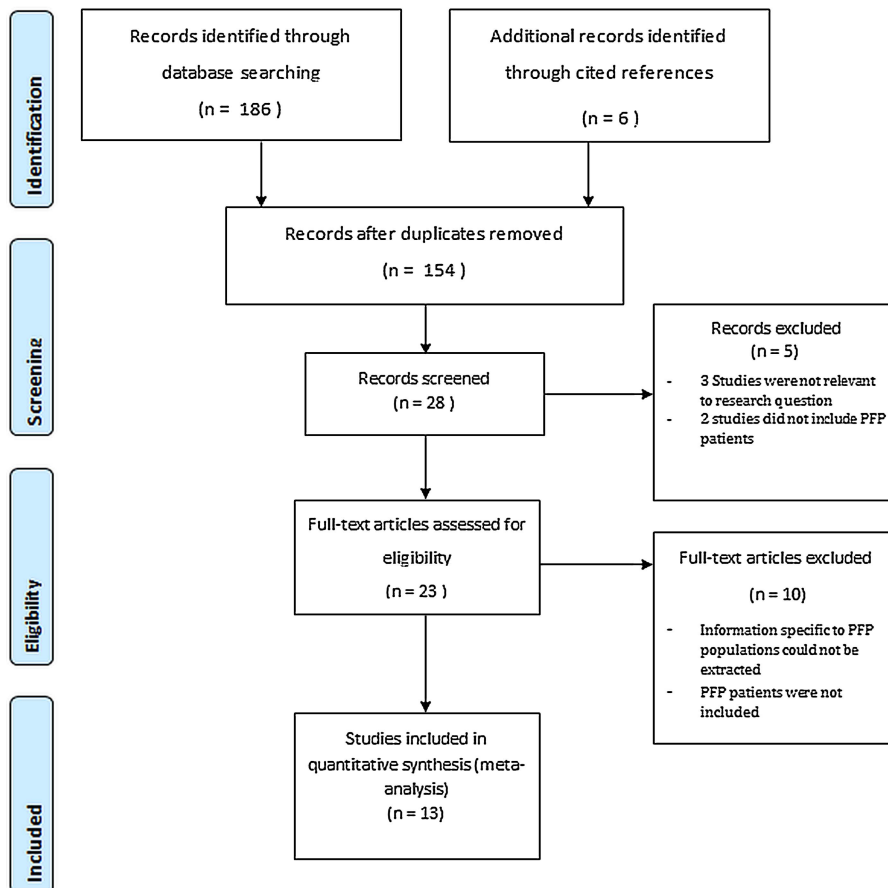 Identification
Records identified through
database searching
(n = 186)
Additional records identified
through cited references
(n = 6 )
Records after duplicates removed
(n = 154 )
Screening
Records screened
(n = 28 )
Records excluded
(n = 5)
- 3 Studies were not relevant
to research question
- 2 studies did not include PFP
patients
Eligibility
Full-text articles assessed for
eligibility
(n = 23 )
Full-text articles excluded
(n = 10)
- Information specific to PFP
populations could not be
extracted
- PFP patients were not
included
Included
Studies included in
quantitative synthesis (meta-
analysis)
(n = 13)